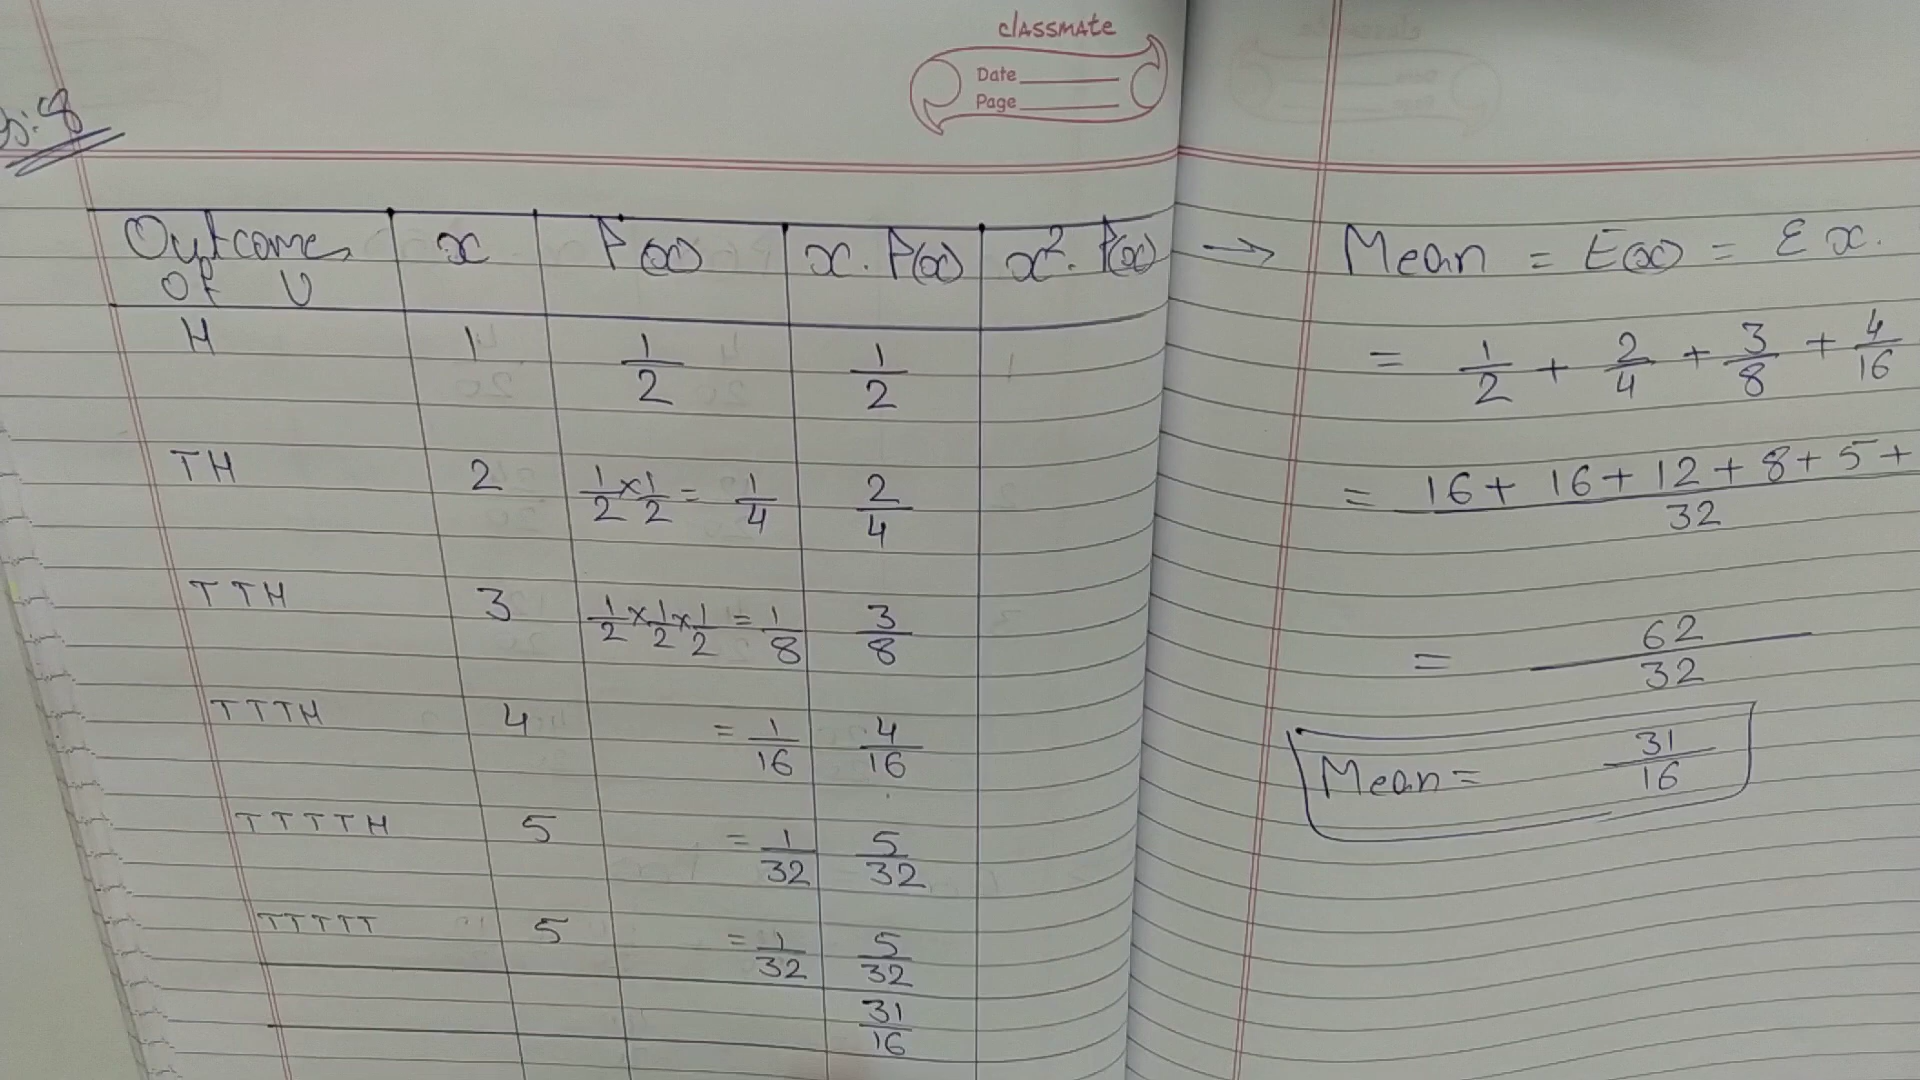 classmate
Date
Page
:8
Outcome of U | x | P(x) | x. P(x) | x². P(x)
H | 1 | 1/2 | 1/2
TH | 2 | 1/2 × 1/2 = 1/4 | 2/4
TTH | 3 | 1/2 × 1/2 × 1/2 = 1/8 | 3/8
TTTH | 4 | = 1/16 | 4/16
TTTTH | 5 | = 1/32 | 5/32
TTTTT | 5 | = 1/32 | 5/32
31/16
→ Mean = E(x) = Σx.
= 1/2 + 2/4 + 3/8 + 4/16
= 16 + 16 + 12 + 8 + 5 + / 32
= 62/32
Mean = 31/16